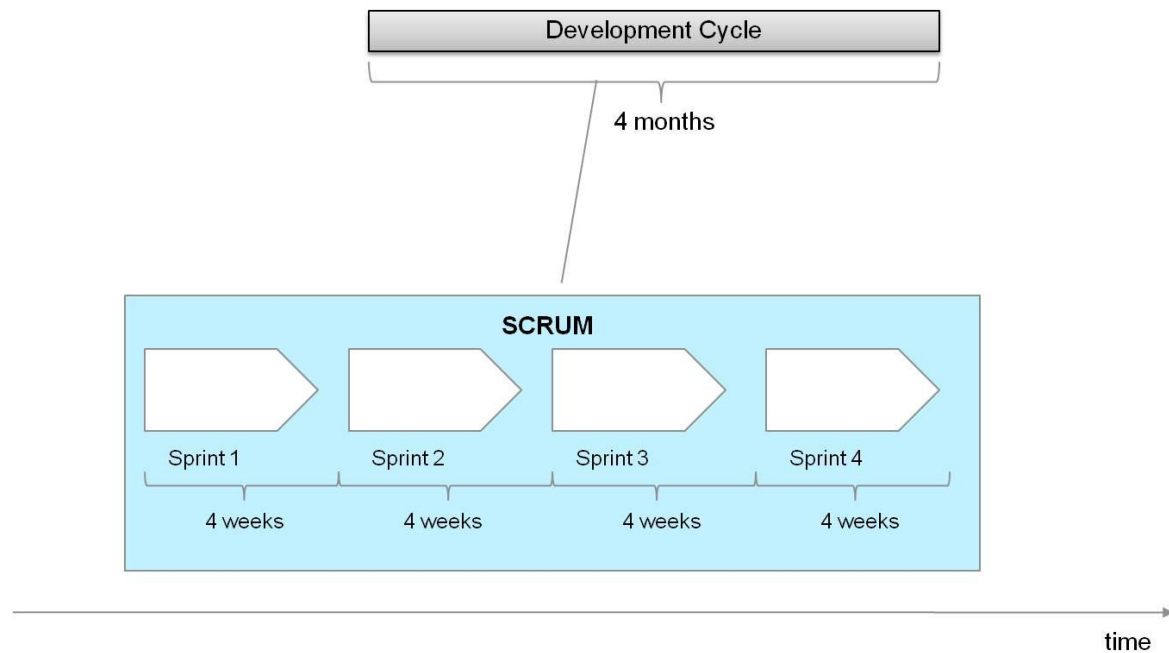 Development Cycle
4 months
SCRUM
Sprint 1 Sprint 2 Sprint 3 Sprint 4
4 weeks 4 weeks 4 weeks 4 weeks
time